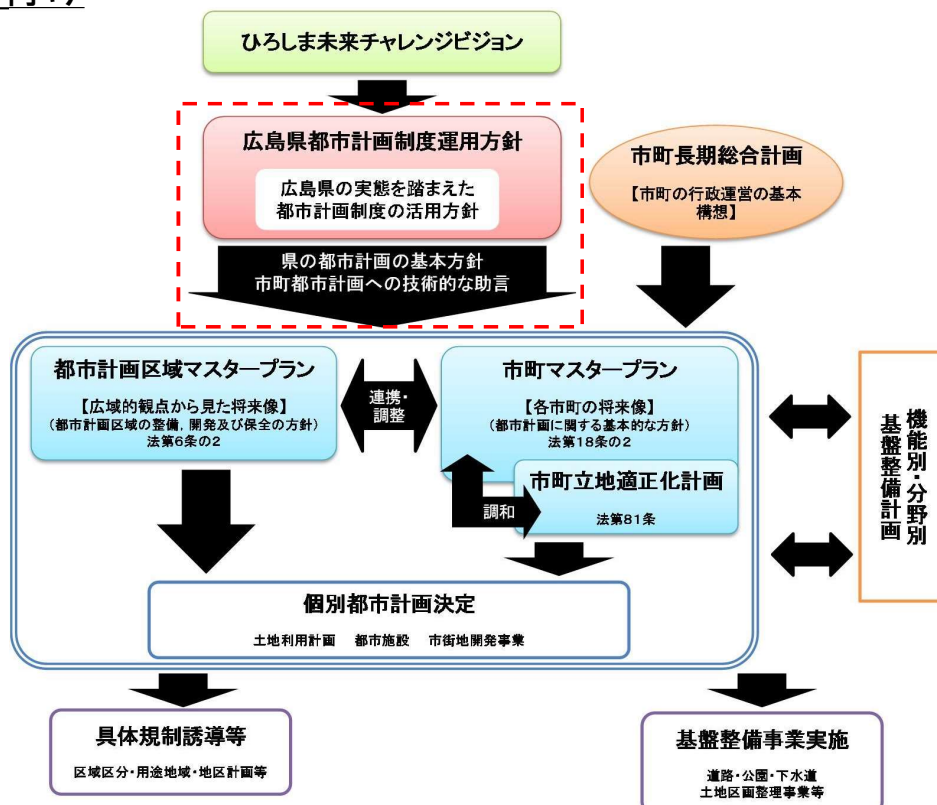 ひろしま未来チャレンジビジョン
広島県都市計画制度運用方針
広島県の実態を踏まえた
都市計画制度の活用方針
市町長期総合計画
【市町の行政運営の基本
構想】
県の都市計画の基本方針
市町都市計画への技術的な助言
都市計画区域マスタープラン
【広域的観点から見た将来像】
(都市計画区域の整備,開発及び保全の方針)
法第6条の2
連携・
調整
市町マスタープラン
【各市町の将来像】
(都市計画に関する基本的な方針)
法第18条の2
市町立地適正化計画
法第81条
調和
機能別・分野別
基盤整備計画
個別都市計画決定
土地利用計画 都市施設 市街地開発事業
具体規制誘導等
区域区分・用途地域・地区計画等
基盤整備事業実施
道路・公園・下水道
土地区画整理事業等